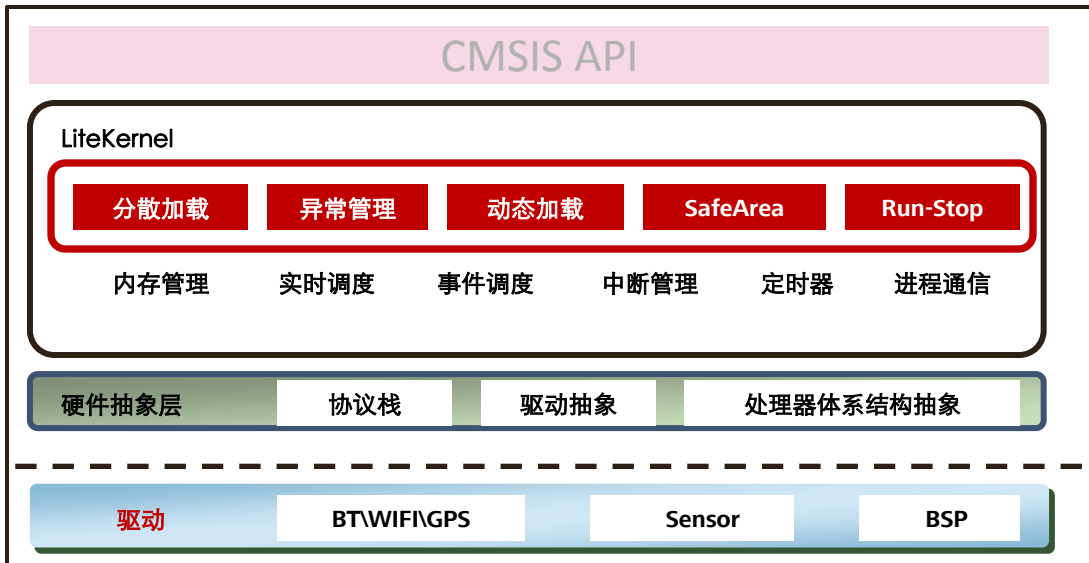 CMSIS API
LiteKernel
分散加载 异常管理 动态加载 SafeArea Run-Stop
内存管理 实时调度 事件调度 中断管理 定时器 进程通信
硬件抽象层 协议栈 驱动抽象 处理器体系结构抽象
驱动 BT\WIFI\GPS Sensor BSP